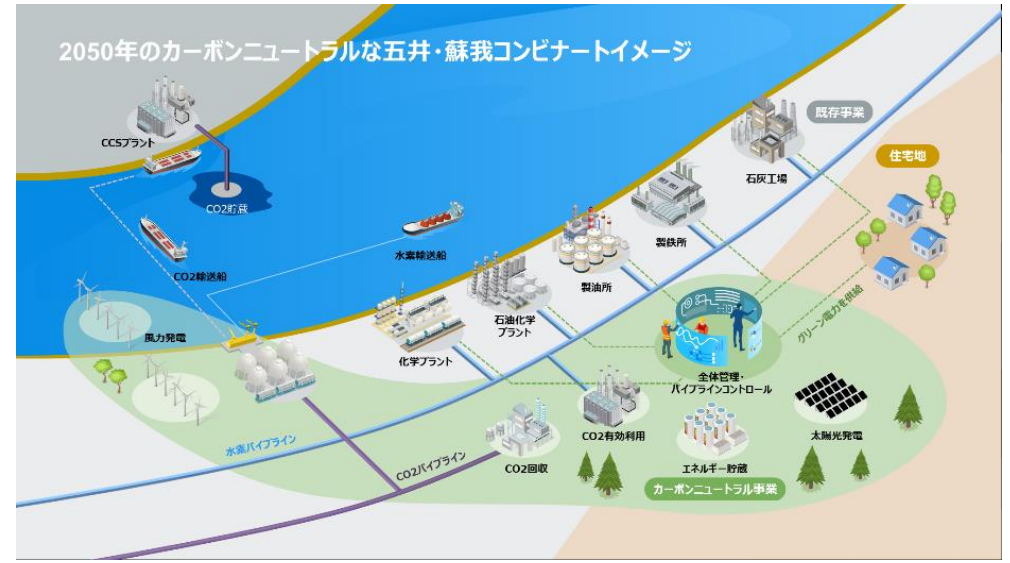 2050年のカーボンニュートラルな五井・蘇我コンビナートイメージ
CCSプラント
CO2貯蔵
CO2輸送船
水素輸送船
風力発電
既存事業
石灰工場
住宅地
製鉄所
製油所
石油化学
プラント
化学プラント
グリーン電力を供給
全体管理・
パイプラインコントロール
水素パイプライン
CO2パイプライン
CO2回収
CO2有効利用
エネルギー貯蔵
太陽光発電
カーボンニュートラル事業